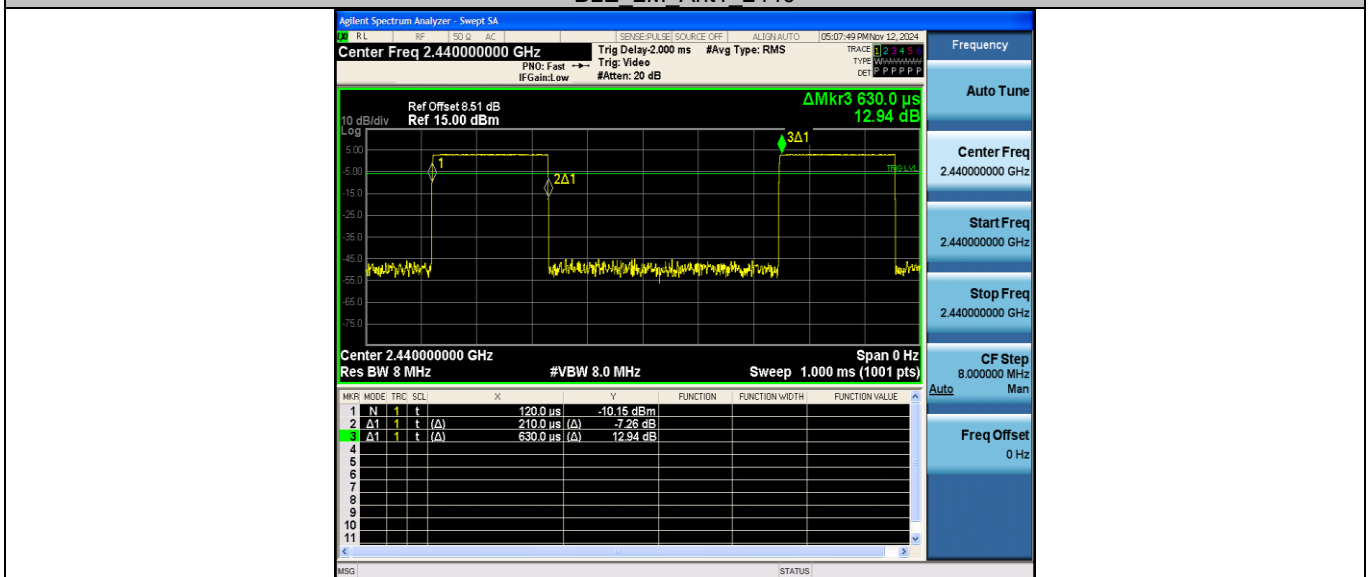 Agilent Spectrum Analyzer - Swept SA
RL RF 50 Ω AC SENSE:PULSE SOURCE OFF ALIGN AUTO 05:07:49 PM Nov 12, 2024
Center Freq 2.440000000 GHz
PNO: Fast
IFGain:Low
Trig Delay-2.000 ms #Avg Type: RMS
Trig: Video
#Atten: 20 dB
TRACE 1 2 3 4 5 6
TYPE
DET P P P P P P
ΔMkr3 630.0 µs
12.94 dB
Ref Offset 8.51 dB
10 dB/div Ref 15.00 dBm
Log
5.00
-5.00
-15.0
-25.0
-35.0
-45.0
-55.0
-65.0
-75.0
1
2Δ1
3Δ1
TRIG LVL
Center 2.440000000 GHz Span 0 Hz
Res BW 8 MHz #VBW 8.0 MHz Sweep 1.000 ms (1001 pts)
MKR MODE TRC SCL X Y FUNCTION FUNCTION WIDTH FUNCTION VALUE
1 N 1 t 120.0 µs -10.15 dBm
2 Δ1 1 t (Δ) 210.0 µs (Δ) -7.26 dB
3 Δ1 1 t (Δ) 630.0 µs (Δ) 12.94 dB
4
5
6
7
8
9
10
11
MSG STATUS
Frequency
Auto Tune
Center Freq
2.440000000 GHz
Start Freq
2.440000000 GHz
Stop Freq
2.440000000 GHz
CF Step
8.000000 MHz
Auto Man
Freq Offset
0 Hz